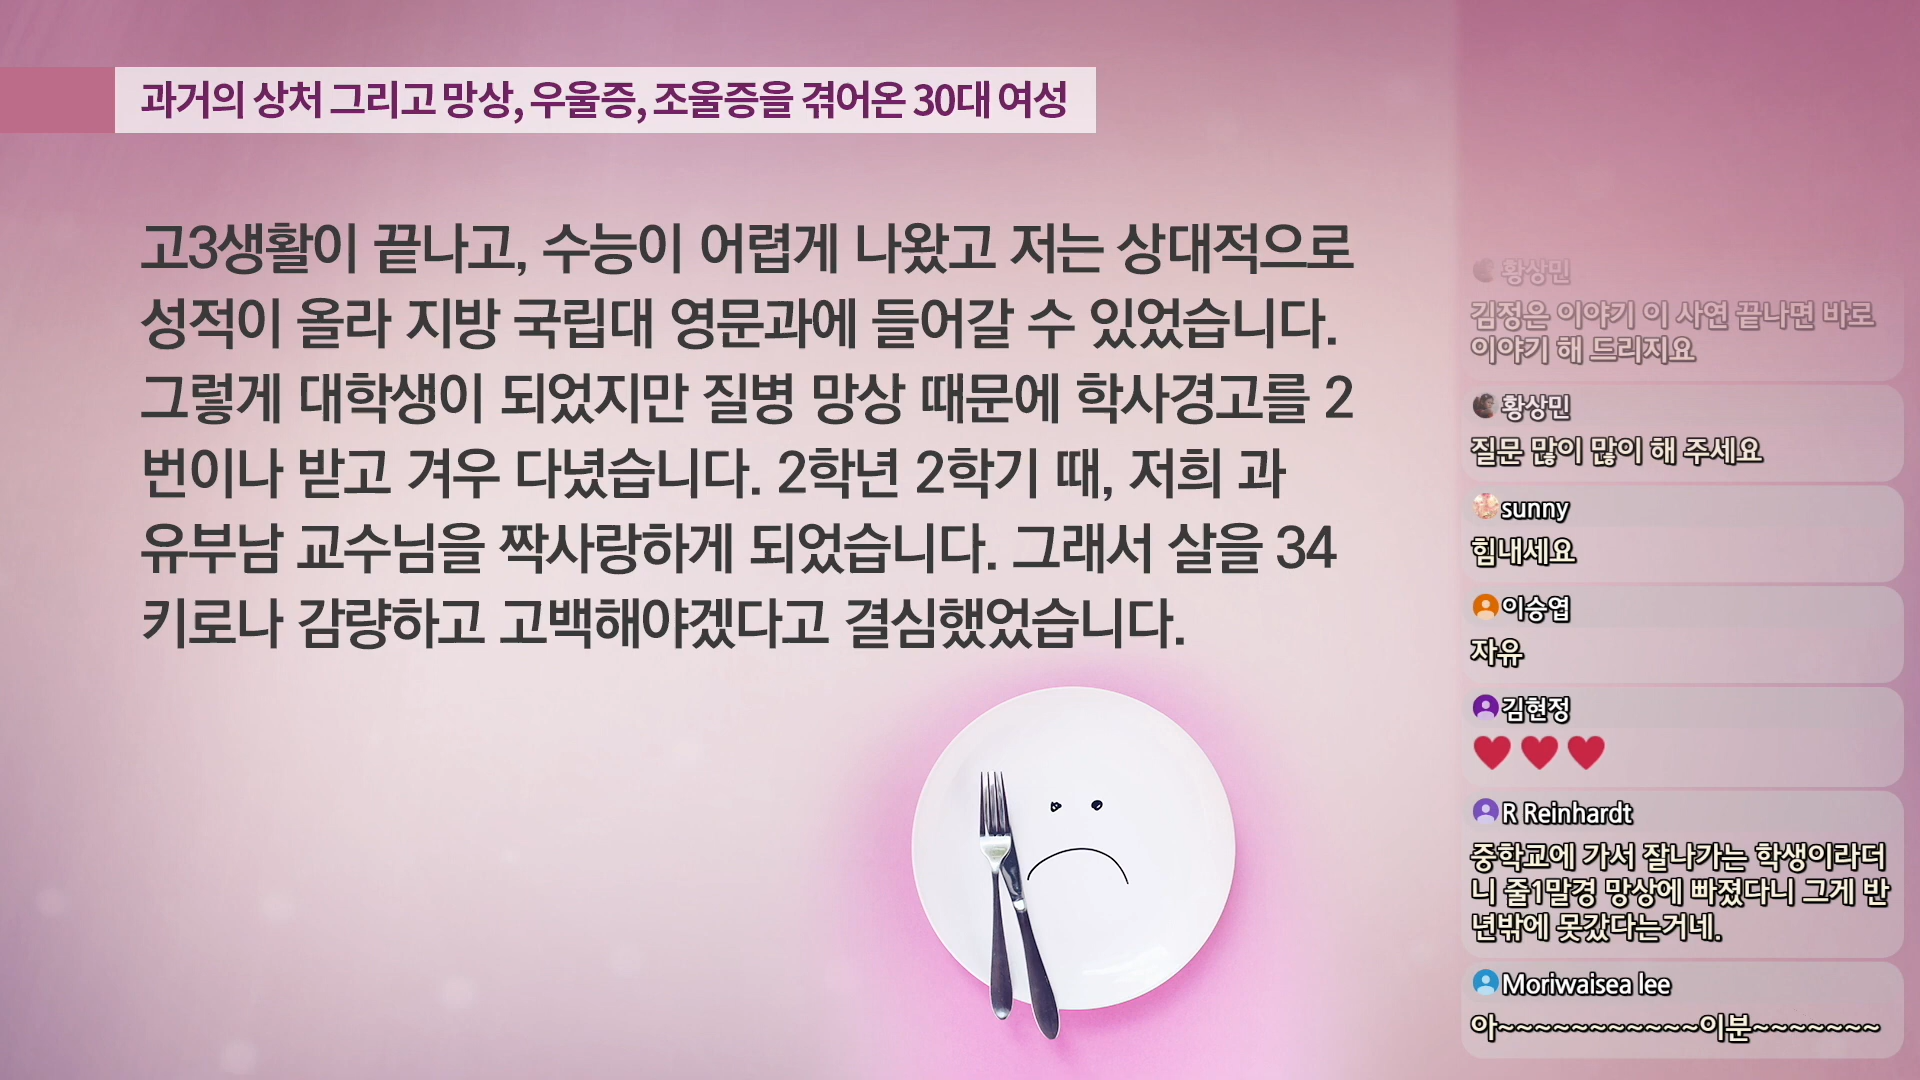 과거의 상처 그리고 망상, 우울증, 조울증을 겪어온 30대 여성
고3생활이 끝나고, 수능이 어렵게 나왔고 저는 상대적으로
성적이 올라 지방 국립대 영문과에 들어갈 수 있었습니다.
그렇게 대학생이 되었지만 질병 망상 때문에 학사경고를 2
번이나 받고 겨우 다녔습니다. 2학년 2학기 때, 저희 과
유부남 교수님을 짝사랑하게 되었습니다. 그래서 살을 34
키로나 감량하고 고백해야겠다고 결심했었습니다.
황상민
김정은 이야기 이 사연 끝나면 바로
이야기 해 드리지요
황상민
질문 많이 많이 해 주세요
sunny
힘내세요
이승엽
자유
김현정
R Reinhardt
중학교에 가서 잘나가는 학생이라더
니 줄1말경 망상에 빠졌다니 그게 반
년밖에 못갔다는거네.
Moriwaisea lee
아~~~~~~~~~~~이분~~~~~~~